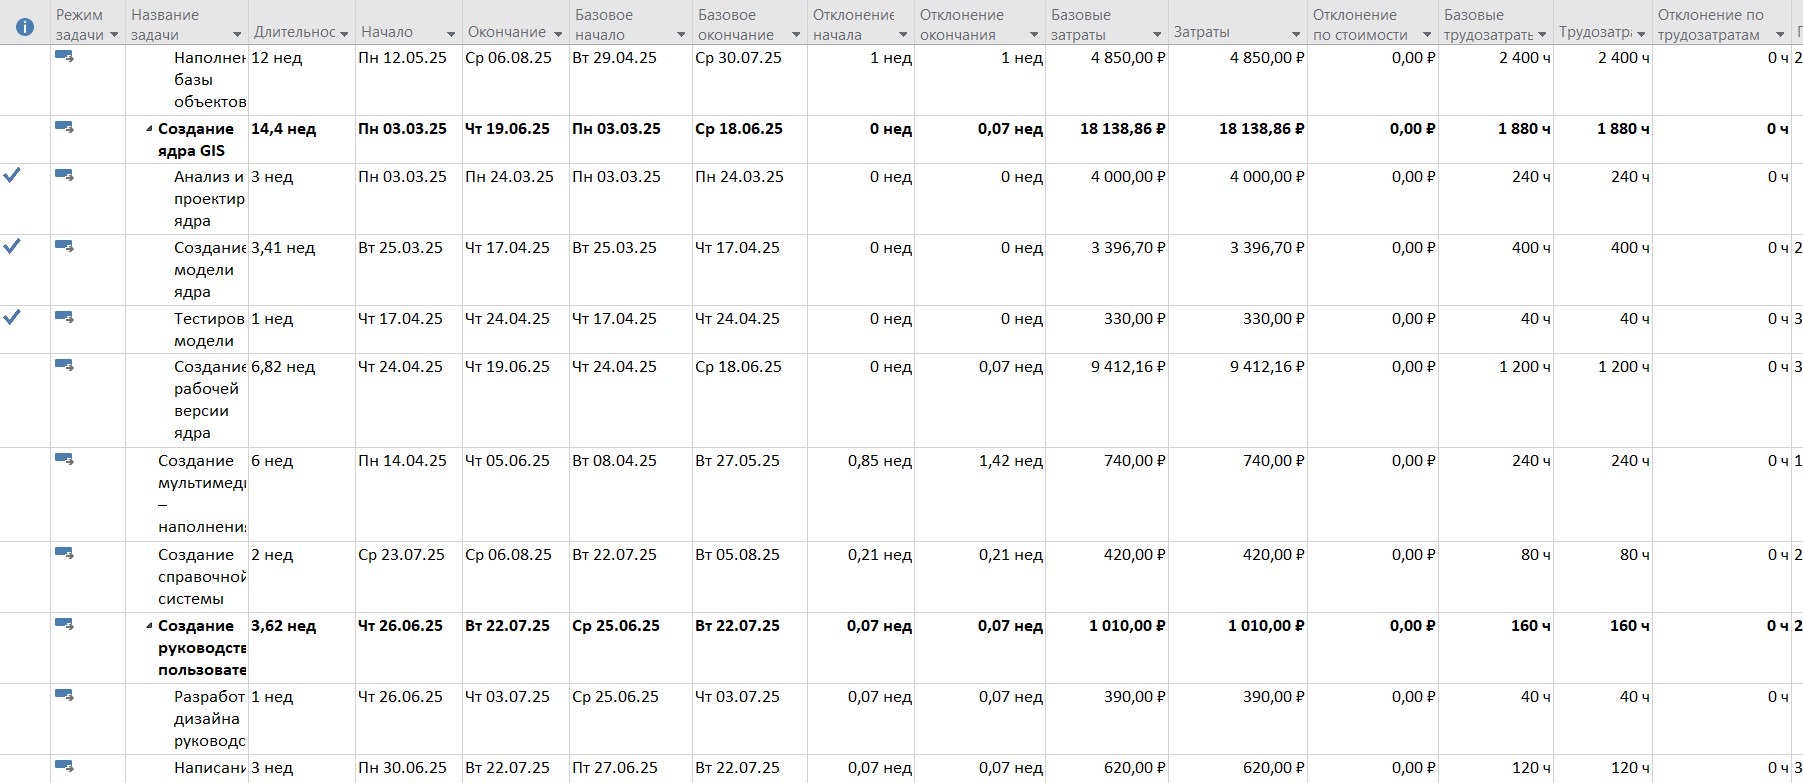 Режим задачи | Название задачи | Длительнос | Начало | Окончание | Базовое начало | Базовое окончание | Отклонение начала | Отклонение окончания | Базовые затраты | Затраты | Отклонение по стоимости | Базовые трудозатрать | Трудозатра | Отклонение по трудозатратам | П
Наполнен базы объектов | 12 нед | Пн 12.05.25 | Ср 06.08.25 | Вт 29.04.25 | Ср 30.07.25 | 1 нед | 1 нед | 4 850,00 ₽ | 4 850,00 ₽ | 0,00 ₽ | 2 400 ч | 2 400 ч | 0 ч | 2
Создание ядра GIS | 14,4 нед | Пн 03.03.25 | Чт 19.06.25 | Пн 03.03.25 | Ср 18.06.25 | 0 нед | 0,07 нед | 18 138,86 ₽ | 18 138,86 ₽ | 0,00 ₽ | 1 880 ч | 1 880 ч | 0 ч
Анализ и проектир ядра | 3 нед | Пн 03.03.25 | Пн 24.03.25 | Пн 03.03.25 | Пн 24.03.25 | 0 нед | 0 нед | 4 000,00 ₽ | 4 000,00 ₽ | 0,00 ₽ | 240 ч | 240 ч | 0 ч
Создание модели ядра | 3,41 нед | Вт 25.03.25 | Чт 17.04.25 | Вт 25.03.25 | Чт 17.04.25 | 0 нед | 0 нед | 3 396,70 ₽ | 3 396,70 ₽ | 0,00 ₽ | 400 ч | 400 ч | 0 ч | 2
Тестиров модели | 1 нед | Чт 17.04.25 | Чт 24.04.25 | Чт 17.04.25 | Чт 24.04.25 | 0 нед | 0 нед | 330,00 ₽ | 330,00 ₽ | 0,00 ₽ | 40 ч | 40 ч | 0 ч | 3
Создание рабочей версии ядра | 6,82 нед | Чт 24.04.25 | Чт 19.06.25 | Чт 24.04.25 | Ср 18.06.25 | 0 нед | 0,07 нед | 9 412,16 ₽ | 9 412,16 ₽ | 0,00 ₽ | 1 200 ч | 1 200 ч | 0 ч | 3
Создание мультимеди – наполнения | 6 нед | Пн 14.04.25 | Чт 05.06.25 | Вт 08.04.25 | Вт 27.05.25 | 0,85 нед | 1,42 нед | 740,00 ₽ | 740,00 ₽ | 0,00 ₽ | 240 ч | 240 ч | 0 ч | 1
Создание справочной системы | 2 нед | Ср 23.07.25 | Ср 06.08.25 | Вт 22.07.25 | Вт 05.08.25 | 0,21 нед | 0,21 нед | 420,00 ₽ | 420,00 ₽ | 0,00 ₽ | 80 ч | 80 ч | 0 ч | 2
Создание руководств пользовате | 3,62 нед | Чт 26.06.25 | Вт 22.07.25 | Ср 25.06.25 | Вт 22.07.25 | 0,07 нед | 0,07 нед | 1 010,00 ₽ | 1 010,00 ₽ | 0,00 ₽ | 160 ч | 160 ч | 0 ч | 2
Разработ дизайна руководс | 1 нед | Чт 26.06.25 | Чт 03.07.25 | Ср 25.06.25 | Чт 03.07.25 | 0,07 нед | 0,07 нед | 390,00 ₽ | 390,00 ₽ | 0,00 ₽ | 40 ч | 40 ч | 0 ч
Написани | 3 нед | Пн 30.06.25 | Вт 22.07.25 | Пт 27.06.25 | Вт 22.07.25 | 0,07 нед | 0,07 нед | 620,00 ₽ | 620,00 ₽ | 0,00 ₽ | 120 ч | 120 ч | 0 ч | 3